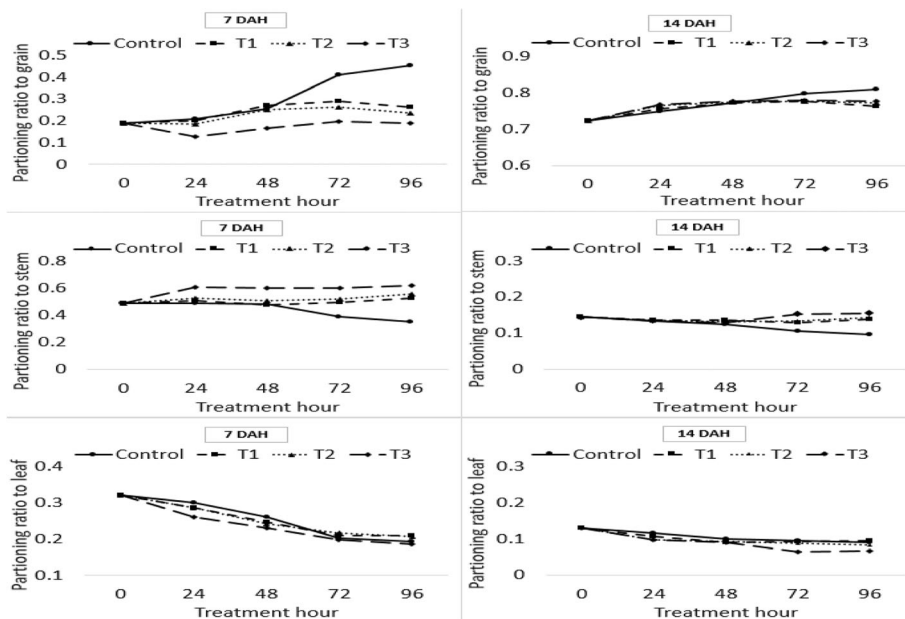 7 DAH
Control T1 T2 T3
Partioning ratio to grain
0.5
0.4
0.3
0.2
0.1
0
0 24 48 72 96
Treatment hour
14 DAH
Control T1 T2 T3
Partioning ratio to grain
0.9
0.8
0.7
0.6
0 24 48 72 96
Treatment hour
7 DAH
Control T1 T2 T3
Partioning ratio to stem
0.8
0.6
0.4
0.2
0
0 24 48 72 96
Treatment hour
14 DAH
Control T1 T2 T3
Partioning ratio to stem
0.3
0.2
0.1
0
0 24 48 72 96
Treatment hour
7 DAH
Control T1 T2 T3
Partioning ratio to leaf
0.4
0.3
0.2
0.1
0 24 48 72 96
Treatment hour
14 DAH
Control T1 T2 T3
Partioning ratio to leaf
0.3
0.2
0.1
0
0 24 48 72 96
Treatment hour